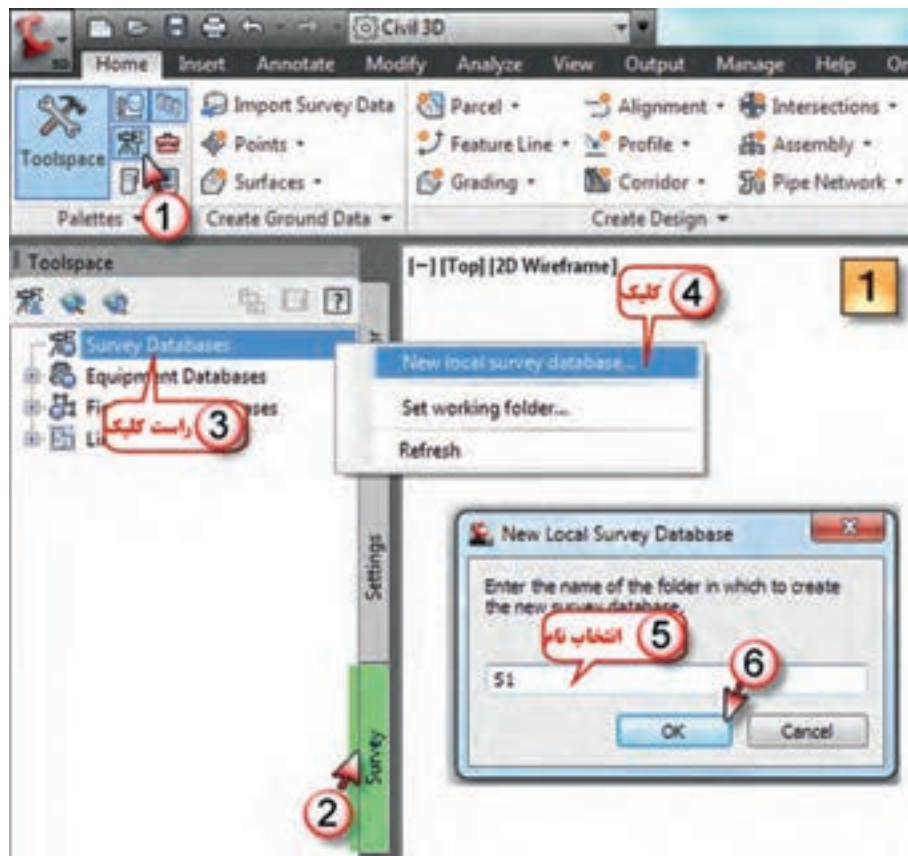 Civil 3D
Home Insert Annotate Modify Analyze View Output Manage Help
Toolspace
Import Survey Data
Points
Surfaces
Parcel
Feature Line
Grading
Alignment
Profile
Corridor
Intersections
Assembly
Pipe Network
Palettes
1
Create Ground Data
Create Design
Toolspace
[−] [Top] [2D Wireframe]
4 کلیک
1
Survey Databases
Equipment Databases
3 راست کلیک
New local survey database...
Set working folder...
Refresh
Settings
Survey
2
New Local Survey Database
Enter the name of the folder in which to create
the new survey database.
5 انتخاب نام
6
OK
Cancel